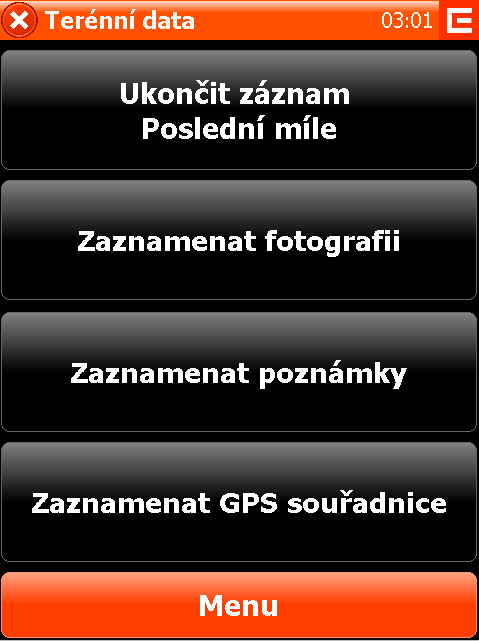 Terénní data 03:01
Ukončit záznam
Poslední míle
Zaznamenat fotografii
Zaznamenat poznámky
Zaznamenat GPS souřadnice
Menu